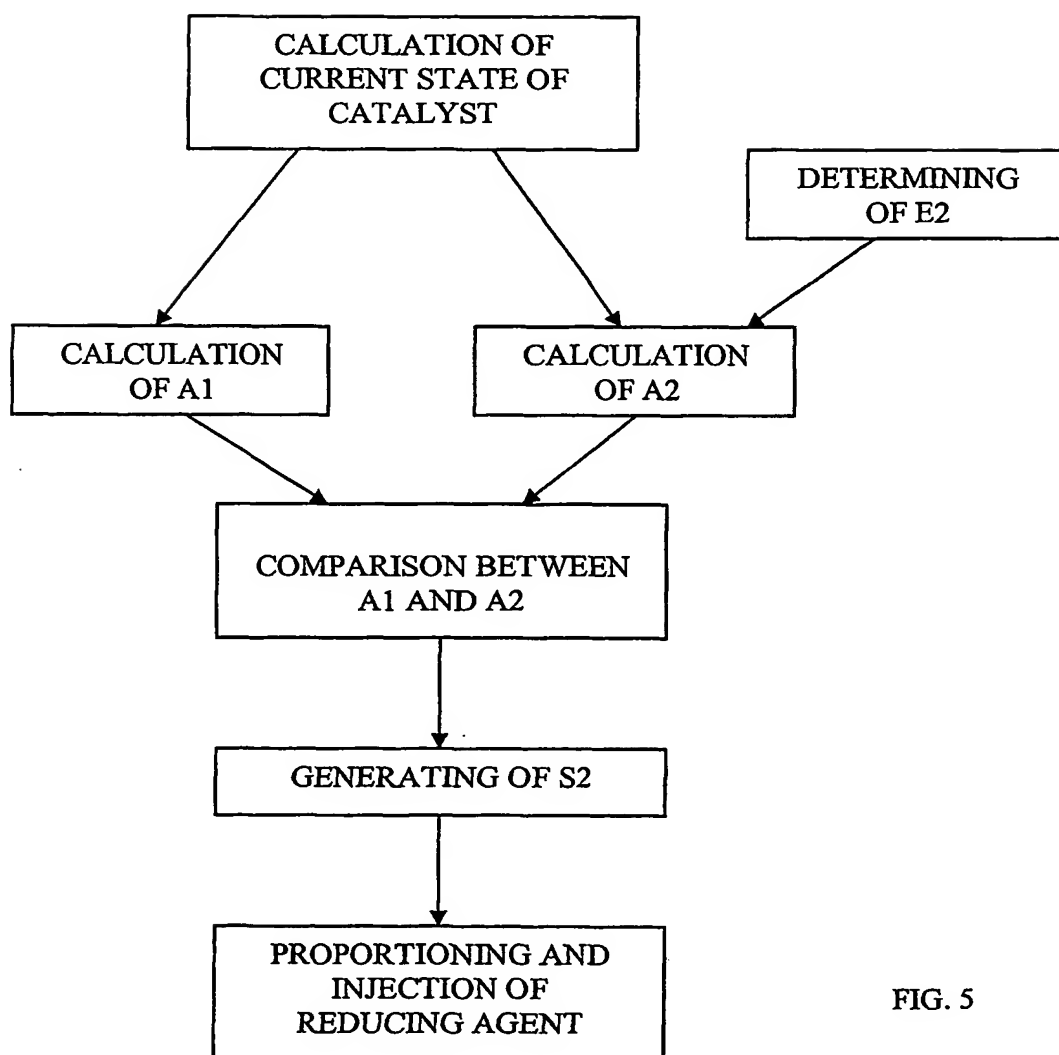 CALCULATION OF
CURRENT STATE OF
CATALYST
DETERMINING
OF E2
CALCULATION
OF A1
CALCULATION
OF A2
COMPARISON BETWEEN
A1 AND A2
GENERATING OF S2
PROPORTIONING AND
INJECTION OF
REDUCING AGENT
FIG. 5